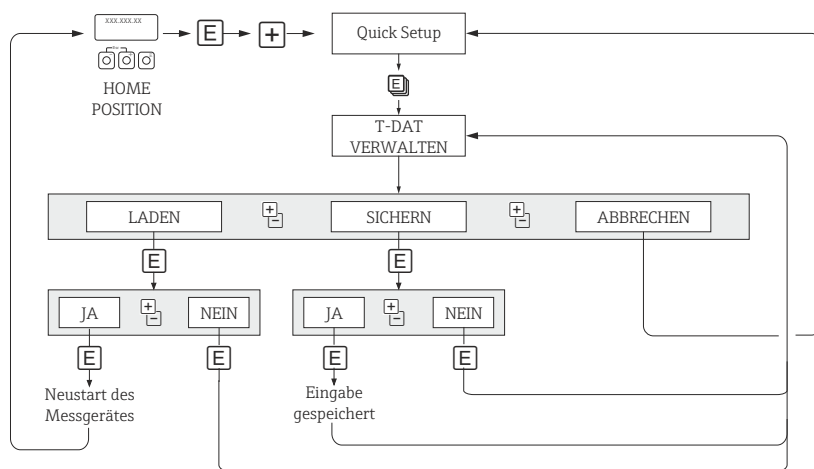 XXX.XXX.XX
Esc
E
+
Quick Setup
HOME
POSITION
E
T-DAT
VERWALTEN
LADEN
+
-
SICHERN
+
-
ABBRECHEN
E
E
JA
+
-
NEIN
JA
+
-
NEIN
E
E
E
E
Neustart des
Messgerätes
Eingabe
gespeichert